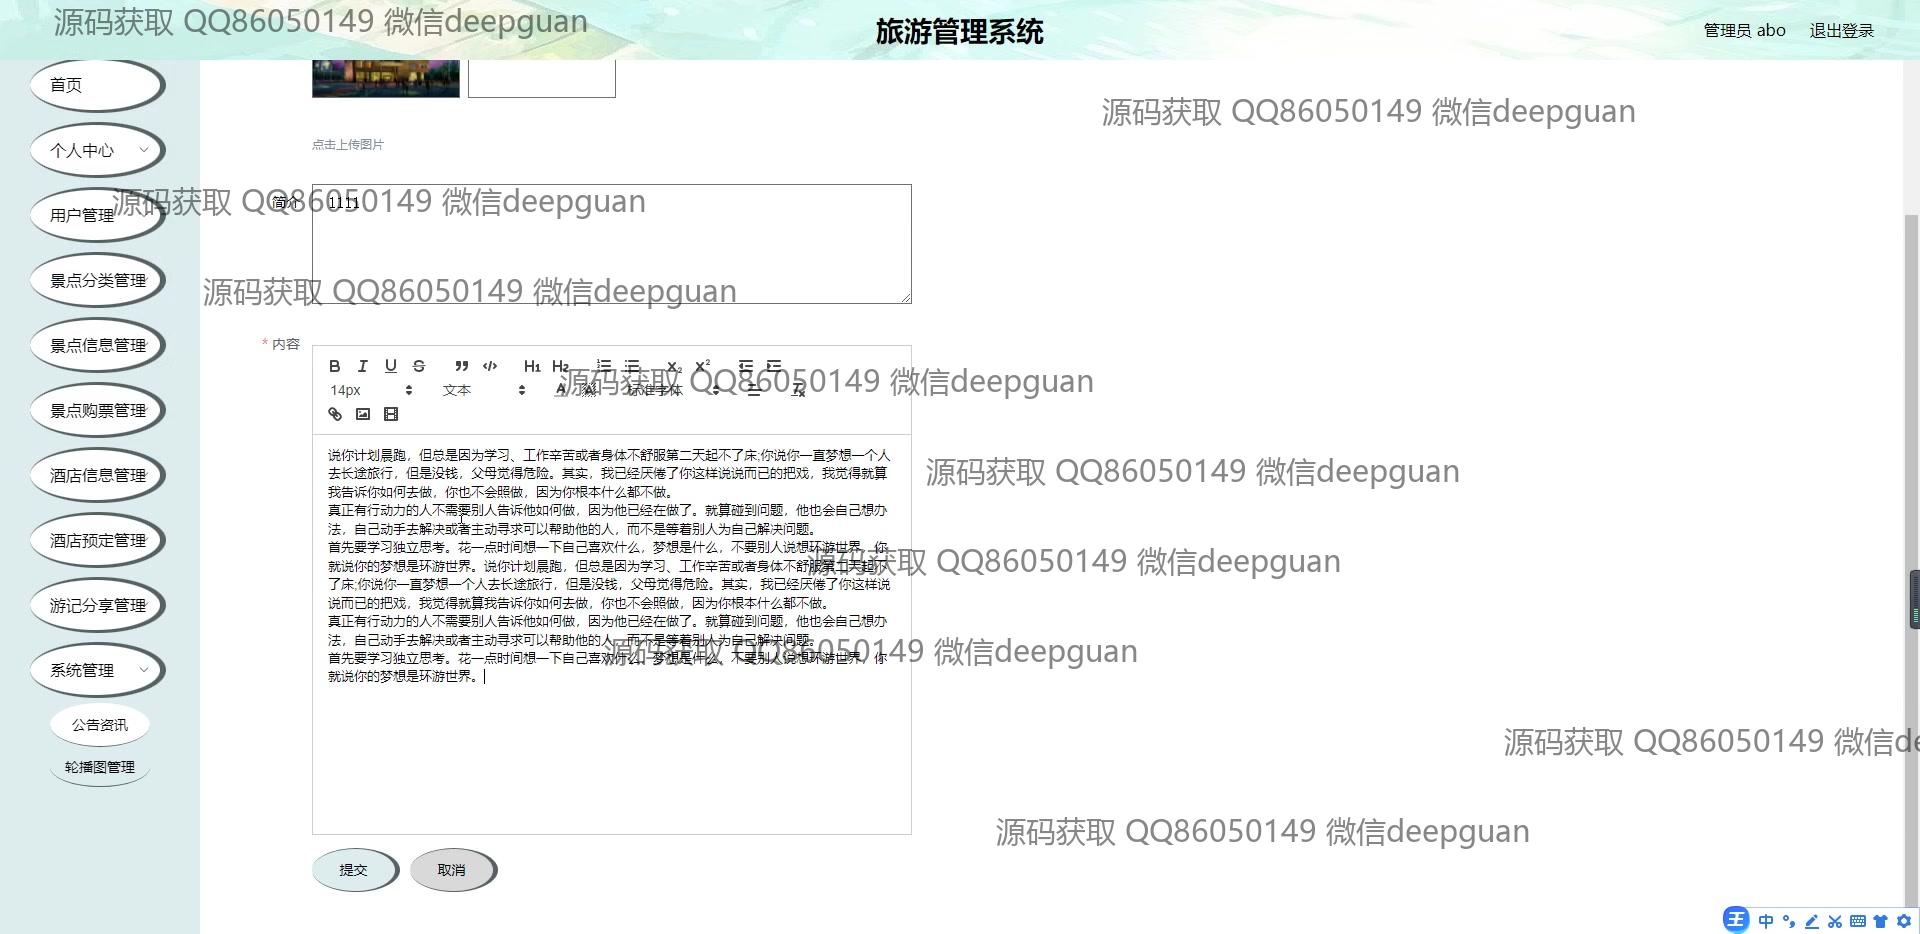 源码获取 QQ86050149 微信deepguan
旅游管理系统
管理员 abo
退出登录
首页
个人中心
用户管理
景点分类管理
景点信息管理
景点购票管理
酒店信息管理
酒店预定管理
游记分享管理
系统管理
公告资讯
轮播图管理
源码获取 QQ86050149 微信deepguan
点击上传图片
源码获取 QQ86050149 微信deepguan
简介
1111
源码获取 QQ86050149 微信deepguan
* 内容
B I U S H1 H2 X2 X2
源码获取 QQ86050149 微信deepguan
14px
文本
标准字体
源码获取 QQ86050149 微信deepguan
说你计划晨跑，但总是因为学习、工作辛苦或者身体不舒服第二天起不了床;你说你一直梦想一个人
去长途旅行，但是没钱，父母觉得危险。其实，我已经厌倦了你这样说说而已的把戏，我觉得就算
我告诉你如何去做，你也不会照做，因为你根本什么都不做。
真正有行动力的人不需要别人告诉他如何做，因为他已经在做了。就算碰到问题，他也会自己想办
法，自己动手去解决或者主动寻求可以帮助他的人，而不是等着别人为自己解决问题。
首先要学习独立思考。花一点时间想一下自己喜欢什么，梦想是什么，不要别人说想环游世界，你
就说你的梦想是环游世界。说你计划晨跑，但总是因为学习、工作辛苦或者身体不舒服第二天起不
了床;你说你一直梦想一个人去长途旅行，但是没钱，父母觉得危险。其实，我已经厌倦了你这样说
说而已的把戏，我觉得就算我告诉你如何去做，你也不会照做，因为你根本什么都不做。
真正有行动力的人不需要别人告诉他如何做，因为他已经在做了。就算碰到问题，他也会自己想办
法，自己动手去解决或者主动寻求可以帮助他的人，而不是等着别人为自己解决问题。
首先要学习独立思考。花一点时间想一下自己喜欢什么，梦想是什么，不要别人说想环游世界，你
就说你的梦想是环游世界。
源码获取 QQ86050149 微信deepguan
源码获取 QQ86050149 微信deepguan
源码获取 QQ86050149 微信de
源码获取 QQ86050149 微信deepguan
提交
取消
王 中